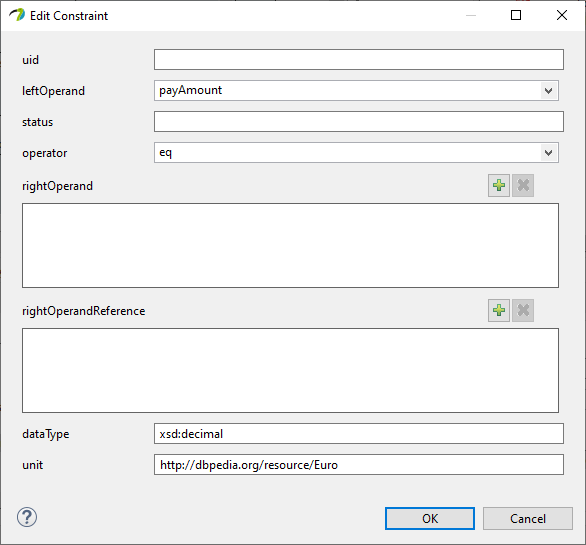 Edit Constraint
uid
leftOperand payAmount
status
operator eq
rightOperand
rightOperandReference
dataType xsd:decimal
unit http://dbpedia.org/resource/Euro
? OK Cancel